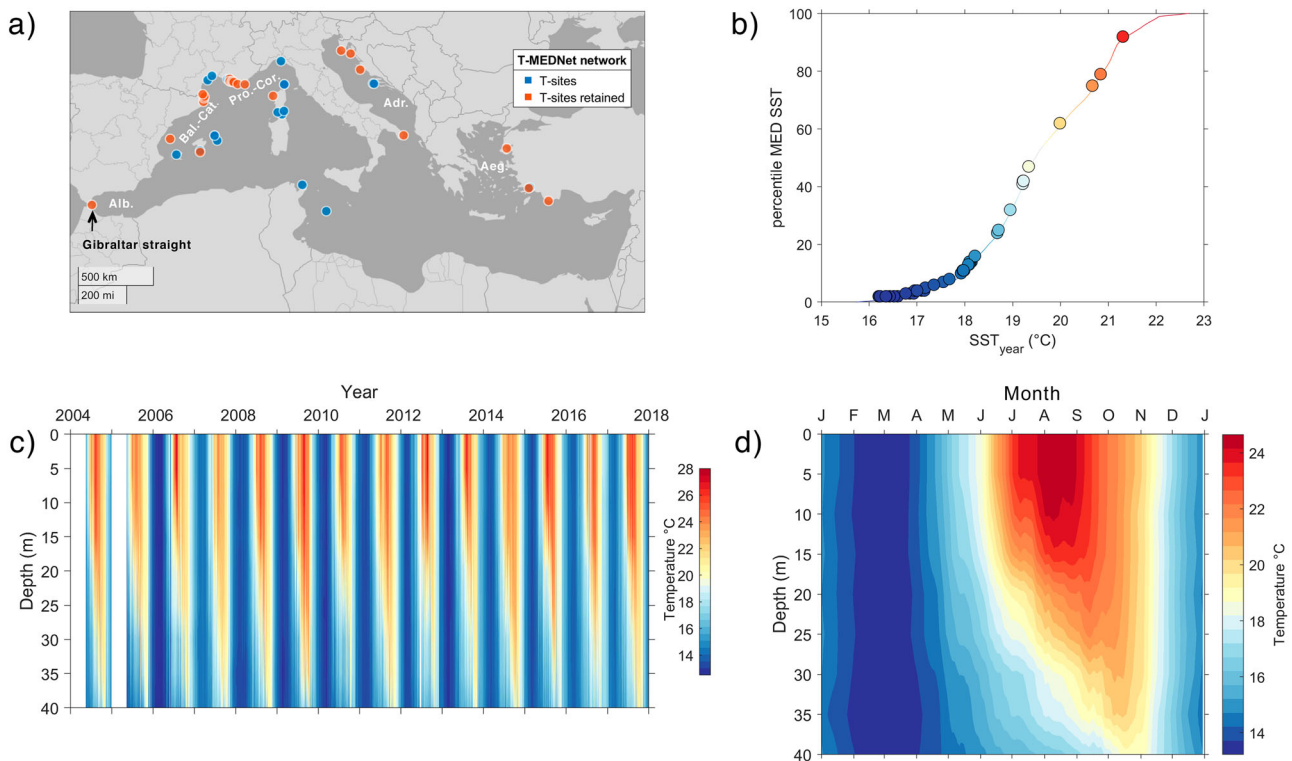 a)
T-MEDNet network
T-sites
T-sites retained
Pro.-Cor.
Bal.-Cat.
Adr.
Aeg.
Alb.
Gibraltar straight
500 km
200 mi
b)
percentile MED SST
100
80
60
40
20
0
15 16 17 18 19 20 21 22 23
SSTyear (°C)
c)
Year
2004 2006 2008 2010 2012 2014 2016 2018
Depth (m)
0
5
10
15
20
25
30
35
40
28
26
24
22
20
18
16
14
Temperature °C
d)
Month
J F M A M J J A S O N D J
Depth (m)
0
5
10
15
20
25
30
35
40
24
22
20
18
16
14
Temperature °C